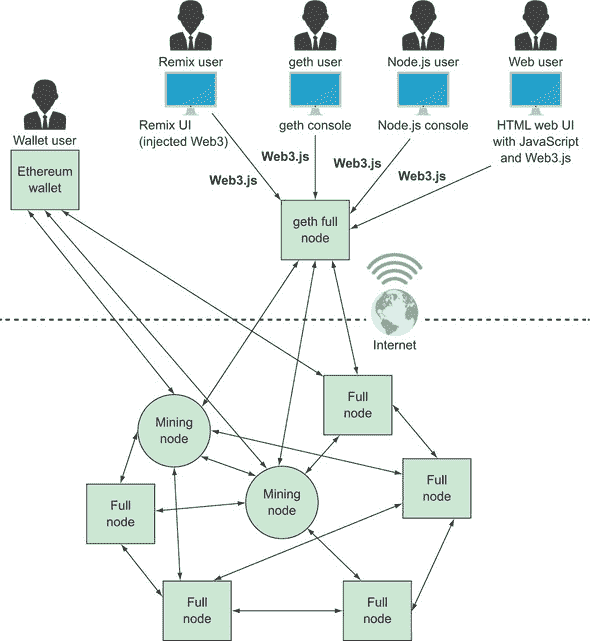 Remix user
geth user
Node.js user
Web user
Remix UI
(injected Web3)
geth console
Node.js console
HTML web UI
with JavaScript
and Web3.js
Wallet user
Ethereum
wallet
Web3.js
Web3.js
Web3.js
Web3.js
geth full
node
Internet
Full
node
Mining
node
Full
node
Mining
node
Full
node
Full
node
Full
node